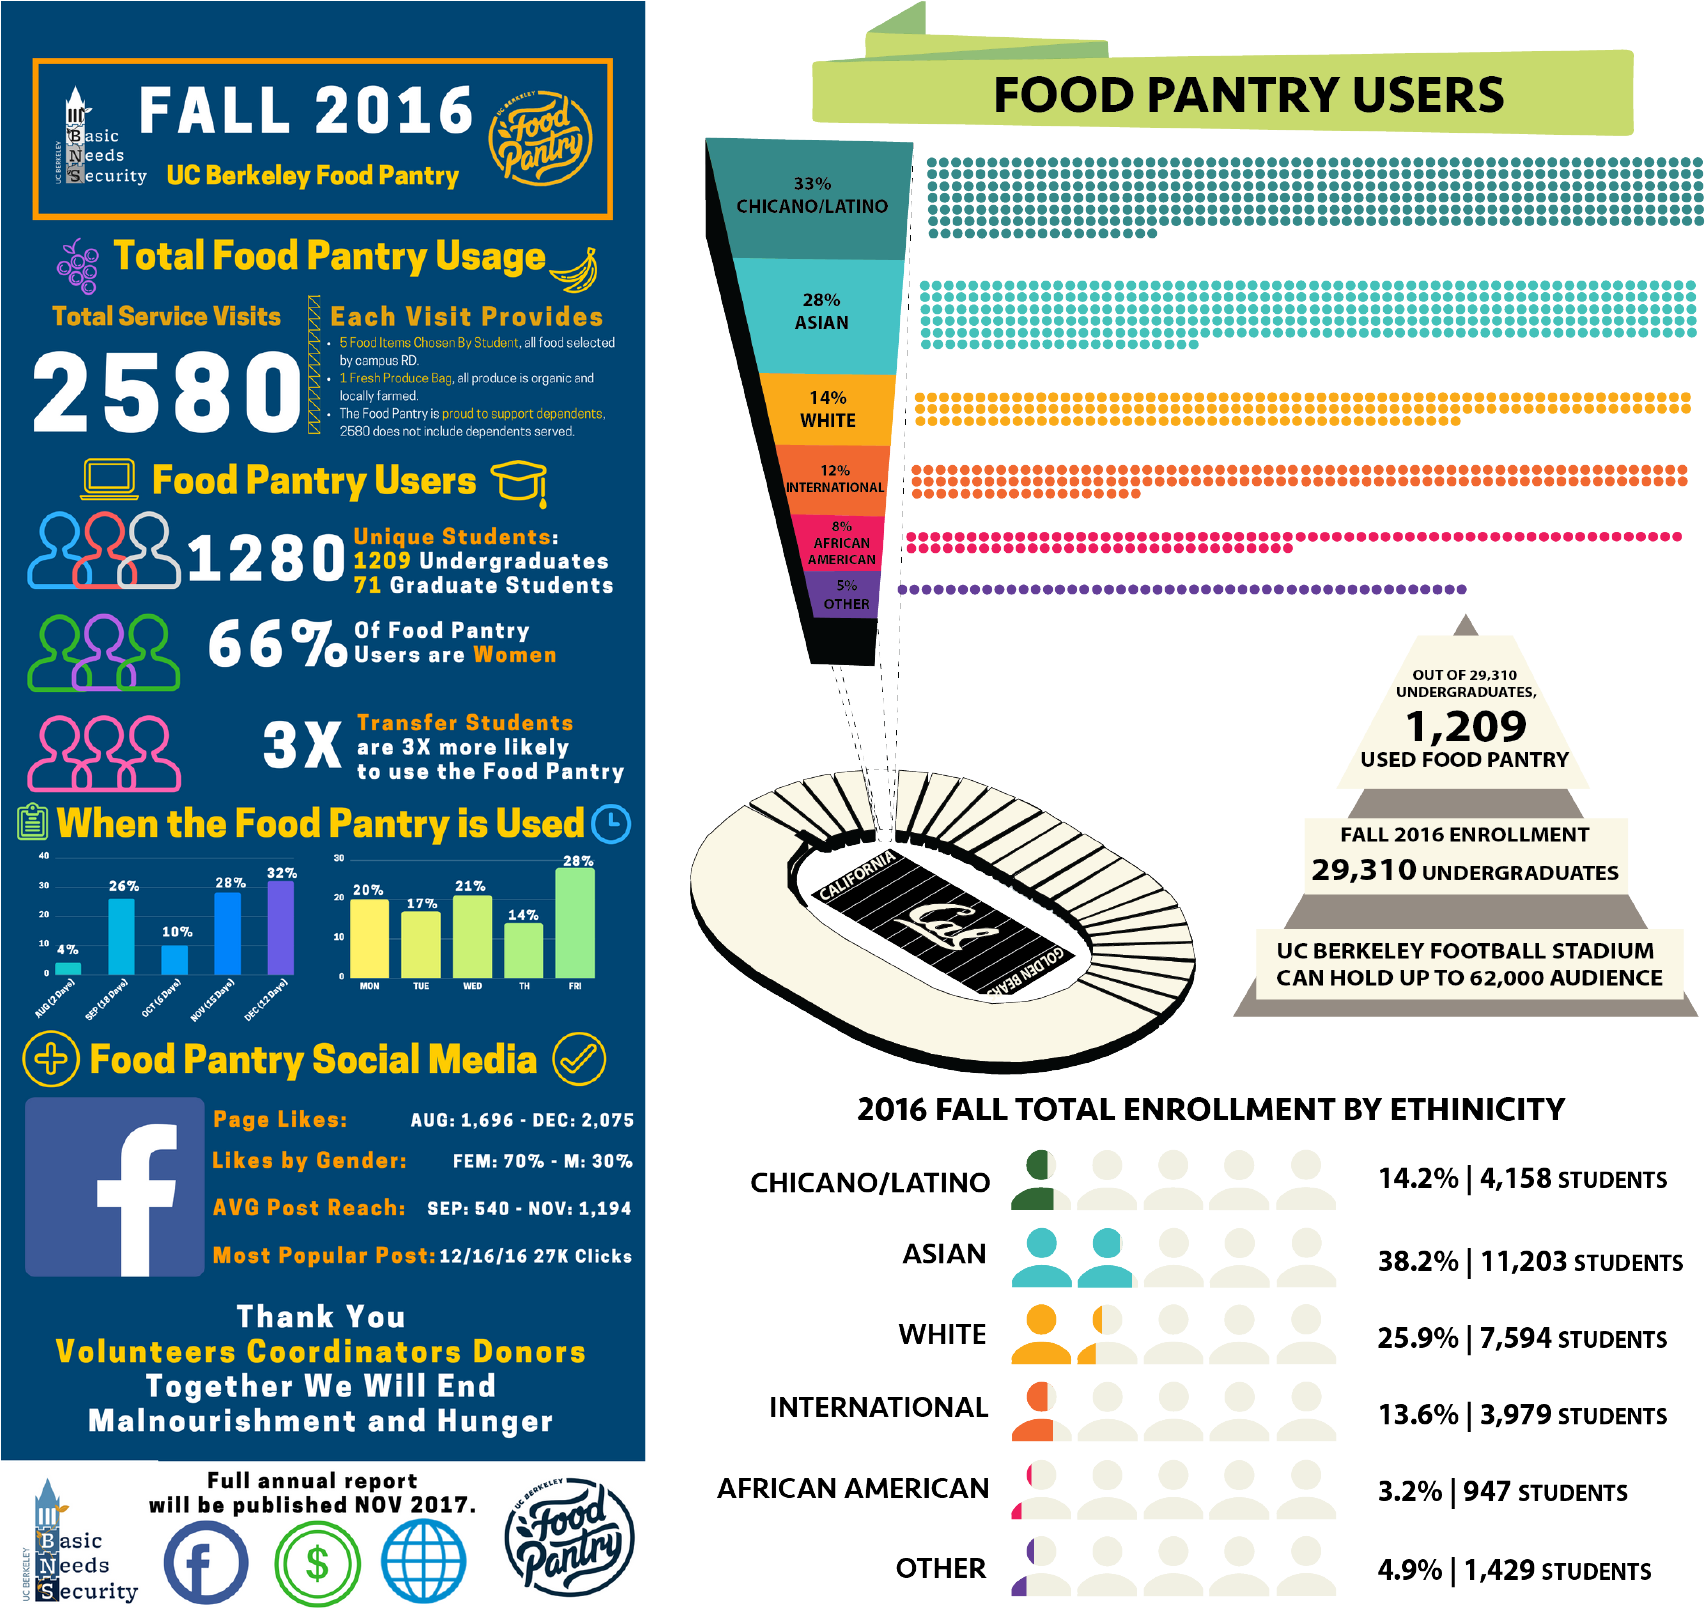 FALL 2016
UC BERKELEY
Basic
Needs
Security
UC Berkeley Food Pantry
UC BERKELEY
Food
Pantry
Total Food Pantry Usage
Total Service Visits
2580
Each Visit Provides
• 5 Food Items Chosen By Student, all food selected
by campus RD.
• 1 Fresh Produce Bag, all produce is organic and
locally farmed.
• The Food Pantry is proud to support dependents,
2580 does not include dependents served.
Food Pantry Users
1280
Unique Students:
1209 Undergraduates
71 Graduate Students
66%
Of Food Pantry
Users are Women
3X
Transfer Students
are 3X more likely
to use the Food Pantry
When the Food Pantry is Used
40
30
20
10
0
4%
26%
10%
28%
32%
AUG (2 Days)
SEP (18 Days)
OCT (6 Days)
NOV (15 Days)
DEC (12 Days)
30
20
10
0
20%
17%
21%
14%
28%
MON
TUE
WED
TH
FRI
Food Pantry Social Media
f
Page Likes: AUG: 1,696 - DEC: 2,075
Likes by Gender: FEM: 70% - M: 30%
AVG Post Reach: SEP: 540 - NOV: 1,194
Most Popular Post: 12/16/16 27K Clicks
Thank You
Volunteers Coordinators Donors
Together We Will End
Malnourishment and Hunger
Full annual report
will be published NOV 2017.
UC BERKELEY
Basic
Needs
Security
f
$
UC BERKELEY
Food
Pantry
FOOD PANTRY USERS
33%
CHICANO/LATINO
28%
ASIAN
14%
WHITE
12%
INTERNATIONAL
8%
AFRICAN
AMERICAN
5%
OTHER
OUT OF 29,310
UNDERGRADUATES,
1,209
USED FOOD PANTRY
FALL 2016 ENROLLMENT
29,310 UNDERGRADUATES
UC BERKELEY FOOTBALL STADIUM
CAN HOLD UP TO 62,000 AUDIENCE
CALIFORNIA
Cal
GOLDEN BEARS
2016 FALL TOTAL ENROLLMENT BY ETHINICITY
CHICANO/LATINO 14.2% | 4,158 STUDENTS
ASIAN 38.2% | 11,203 STUDENTS
WHITE 25.9% | 7,594 STUDENTS
INTERNATIONAL 13.6% | 3,979 STUDENTS
AFRICAN AMERICAN 3.2% | 947 STUDENTS
OTHER 4.9% | 1,429 STUDENTS